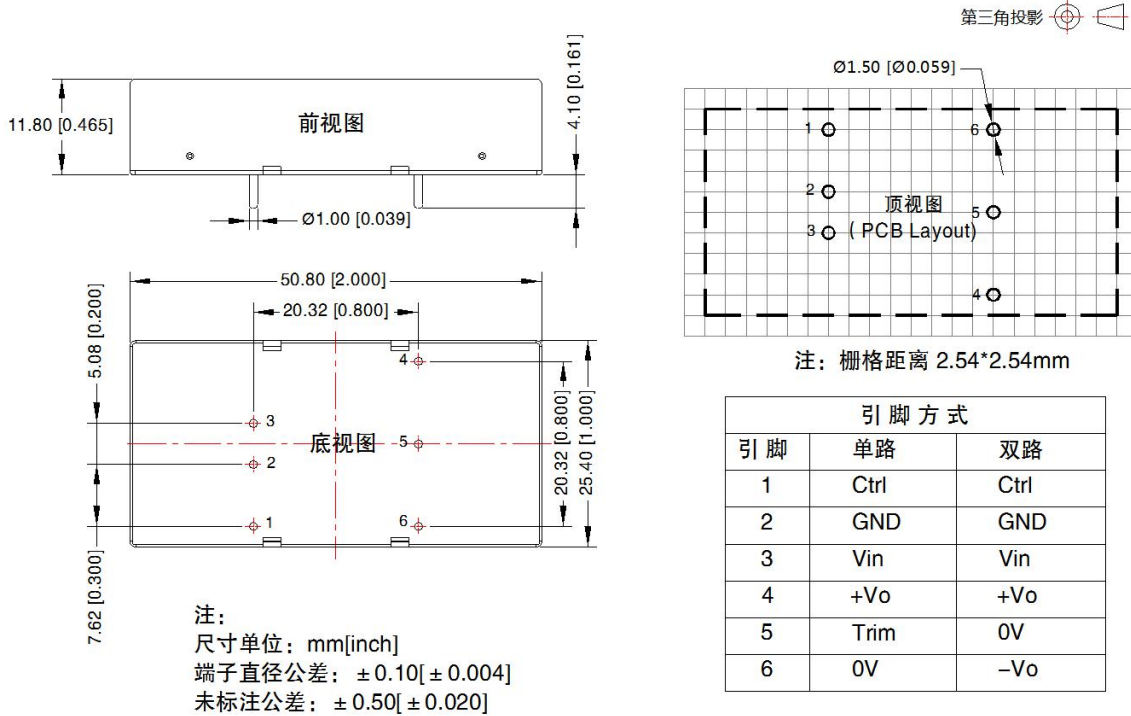 第三角投影
11.80 [0.465]
前视图
4.10 [0.161]
Ø1.00 [0.039]
50.80 [2.000]
20.32 [0.800]
5.08 [0.200]
7.62 [0.300]
4
3
底视图
5
2
1
6
20.32 [0.800]
25.40 [1.000]
注:
尺寸单位: mm[inch]
端子直径公差: ±0.10[±0.004]
未标注公差: ±0.50[±0.020]
Ø1.50 [Ø0.059]
1
6
2
顶视图
5
3
( PCB Layout)
4
注: 栅格距离 2.54*2.54mm
引脚方式
引脚 单路 双路
1 Ctrl Ctrl
2 GND GND
3 Vin Vin
4 +Vo +Vo
5 Trim 0V
6 0V −Vo